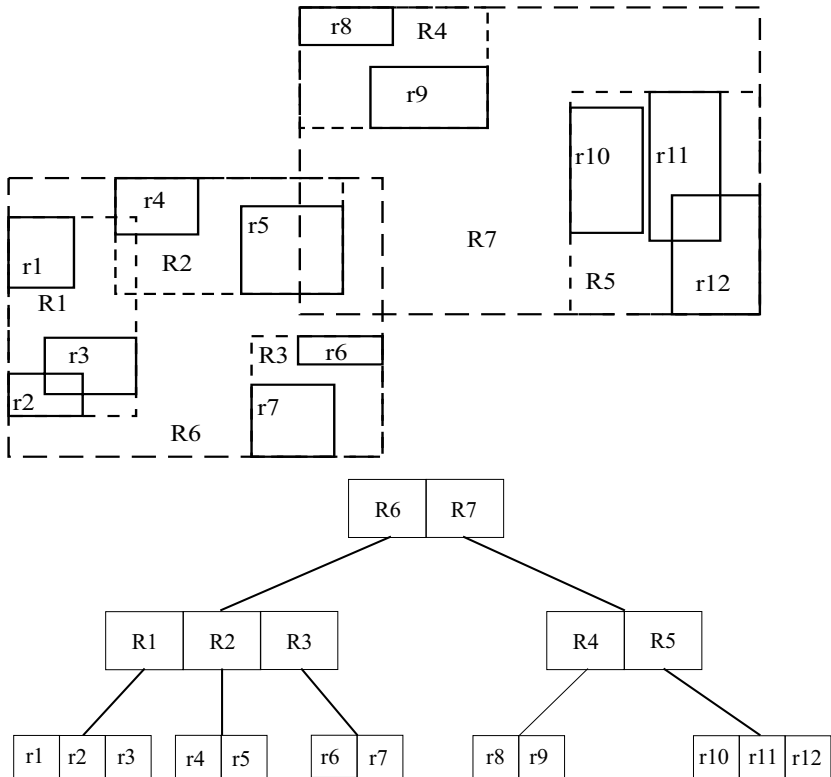 r8 R4
r9
r10 r11
r4
r5
R7
r1 R2
R5 r12
R1
r3 R3 r6
r2 r7
R6
R6 R7
R1 R2 R3 R4 R5
r1 r2 r3 r4 r5 r6 r7 r8 r9 r10 r11 r12